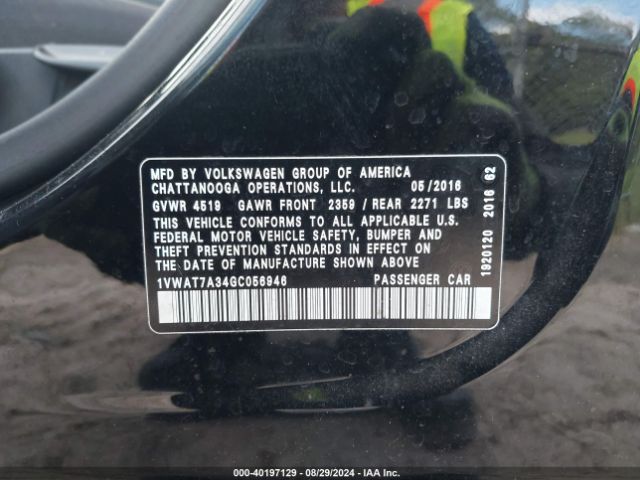 MFD BY VOLKSWAGEN GROUP OF AMERICA
CHATTANOOGA OPERATIONS, LLC. 05/2016
GVWR 4519 GAWR FRONT 2359 / REAR 2271 LBS
THIS VEHICLE CONFORMS TO ALL APPLICABLE U.S.
FEDERAL MOTOR VEHICLE SAFETY, BUMPER AND
THEFT PREVENTION STANDARDS IN EFFECT ON
THE DATE OF MANUFACTURE SHOWN ABOVE
1VWAT7A34GC056946 PASSENGER CAR
1920120 2016 62
000-40197129 - 08/29/2024 - IAA Inc.